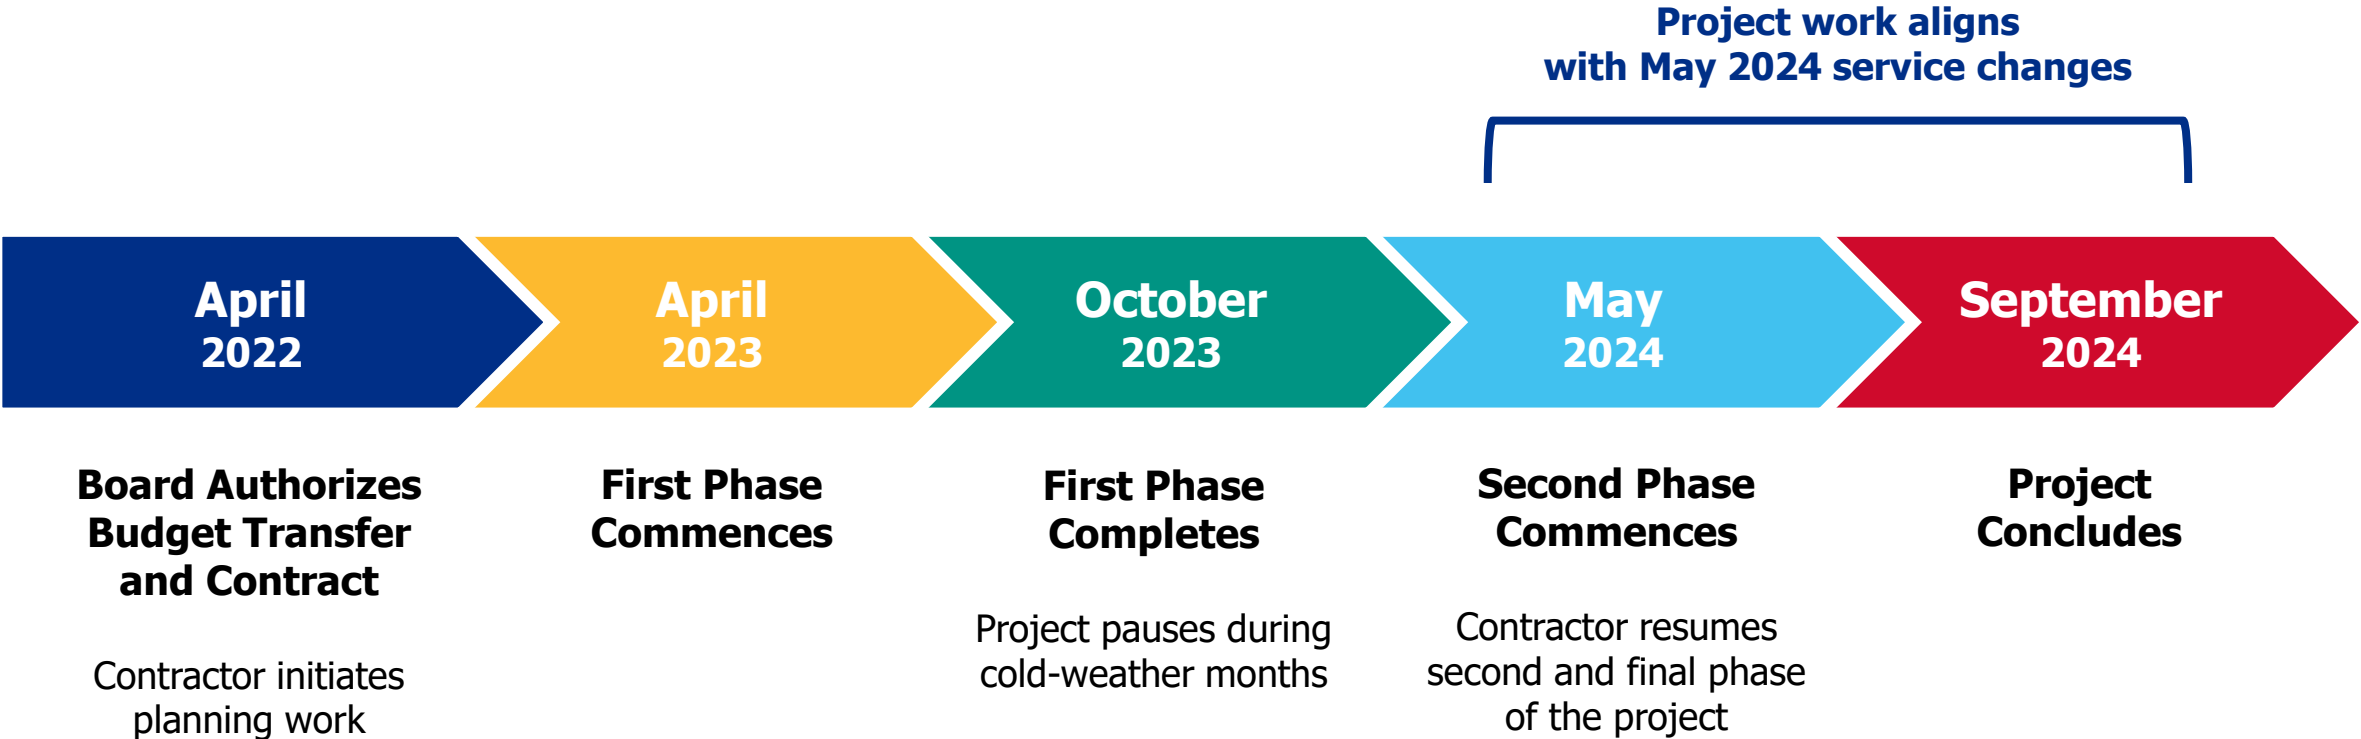 Project work aligns
with May 2024 service changes
April
2022
April
2023
October
2023
May
2024
September
2024
Board Authorizes
Budget Transfer
and Contract
Contractor initiates
planning work
First Phase
Commences
First Phase
Completes
Project pauses during
cold-weather months
Second Phase
Commences
Contractor resumes
second and final phase
of the project
Project
Concludes